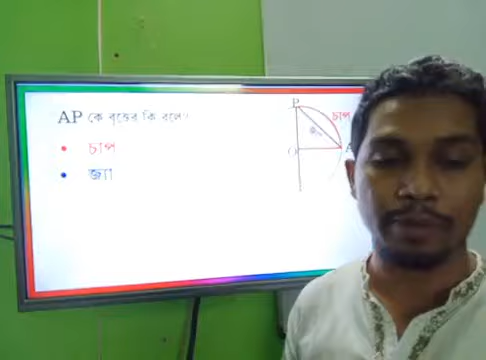 AP কে বৃত্তের কি বলে?
• চাপ
• জ্যা
P
চাপ
জ্যা
O
A